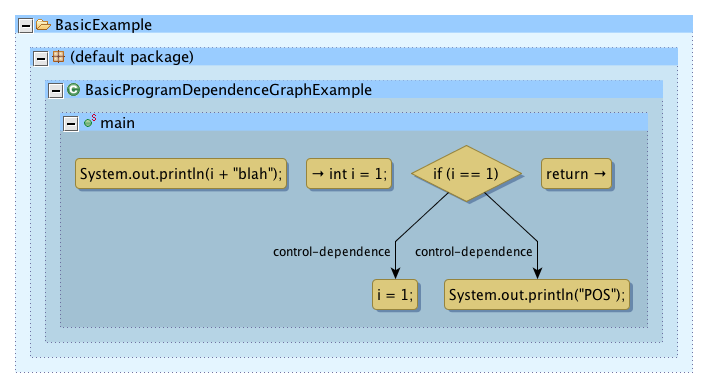 BasicExample
(default package)
C BasicProgramDependenceGraphExample
S main
System.out.println(i + "blah");
→ int i = 1;
if (i == 1)
return →
control-dependence
control-dependence
i = 1;
System.out.println("POS");